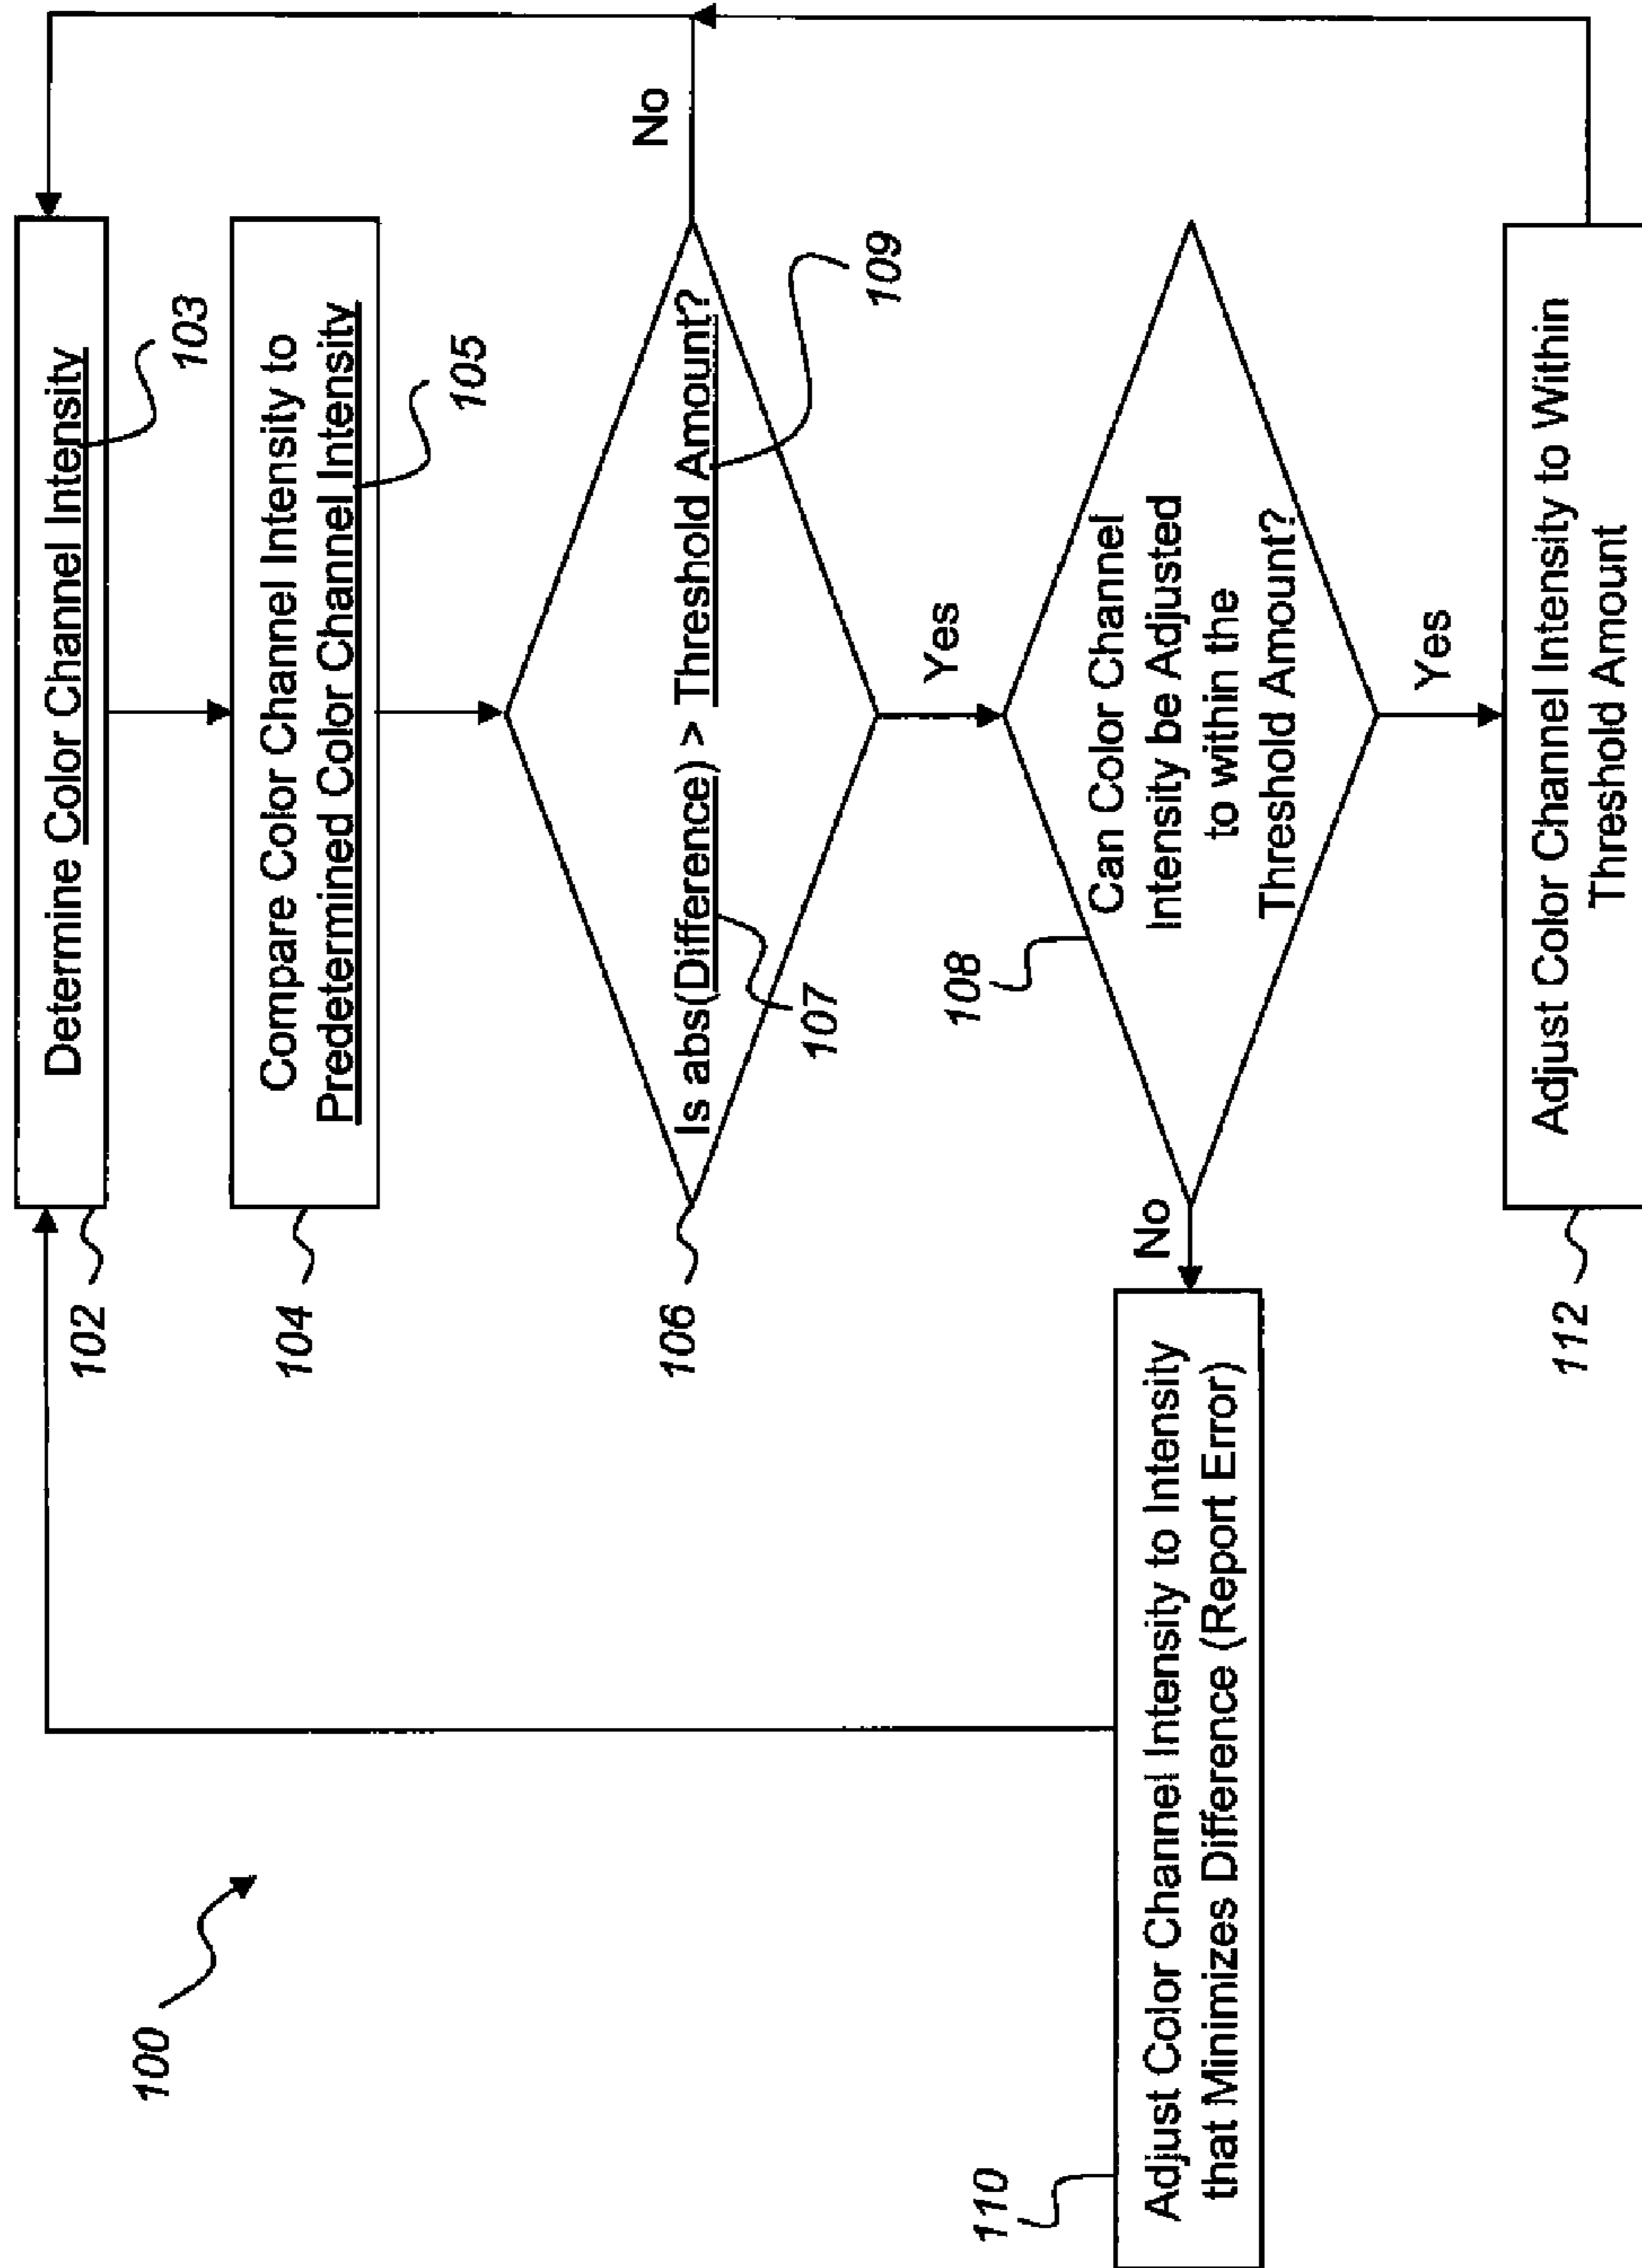 100
102
Determine Color Channel Intensity
103
104
Compare Color Channel Intensity to
Predetermined Color Channel Intensity
105
106
Is abs(Difference) > Threshold Amount?
107
109
No
Yes
108
Can Color Channel
Intensity be Adjusted
to within the
Threshold Amount?
No
Yes
110
Adjust Color Channel Intensity to Intensity
that Minimizes Difference (Report Error)
112
Adjust Color Channel Intensity to Within
Threshold Amount